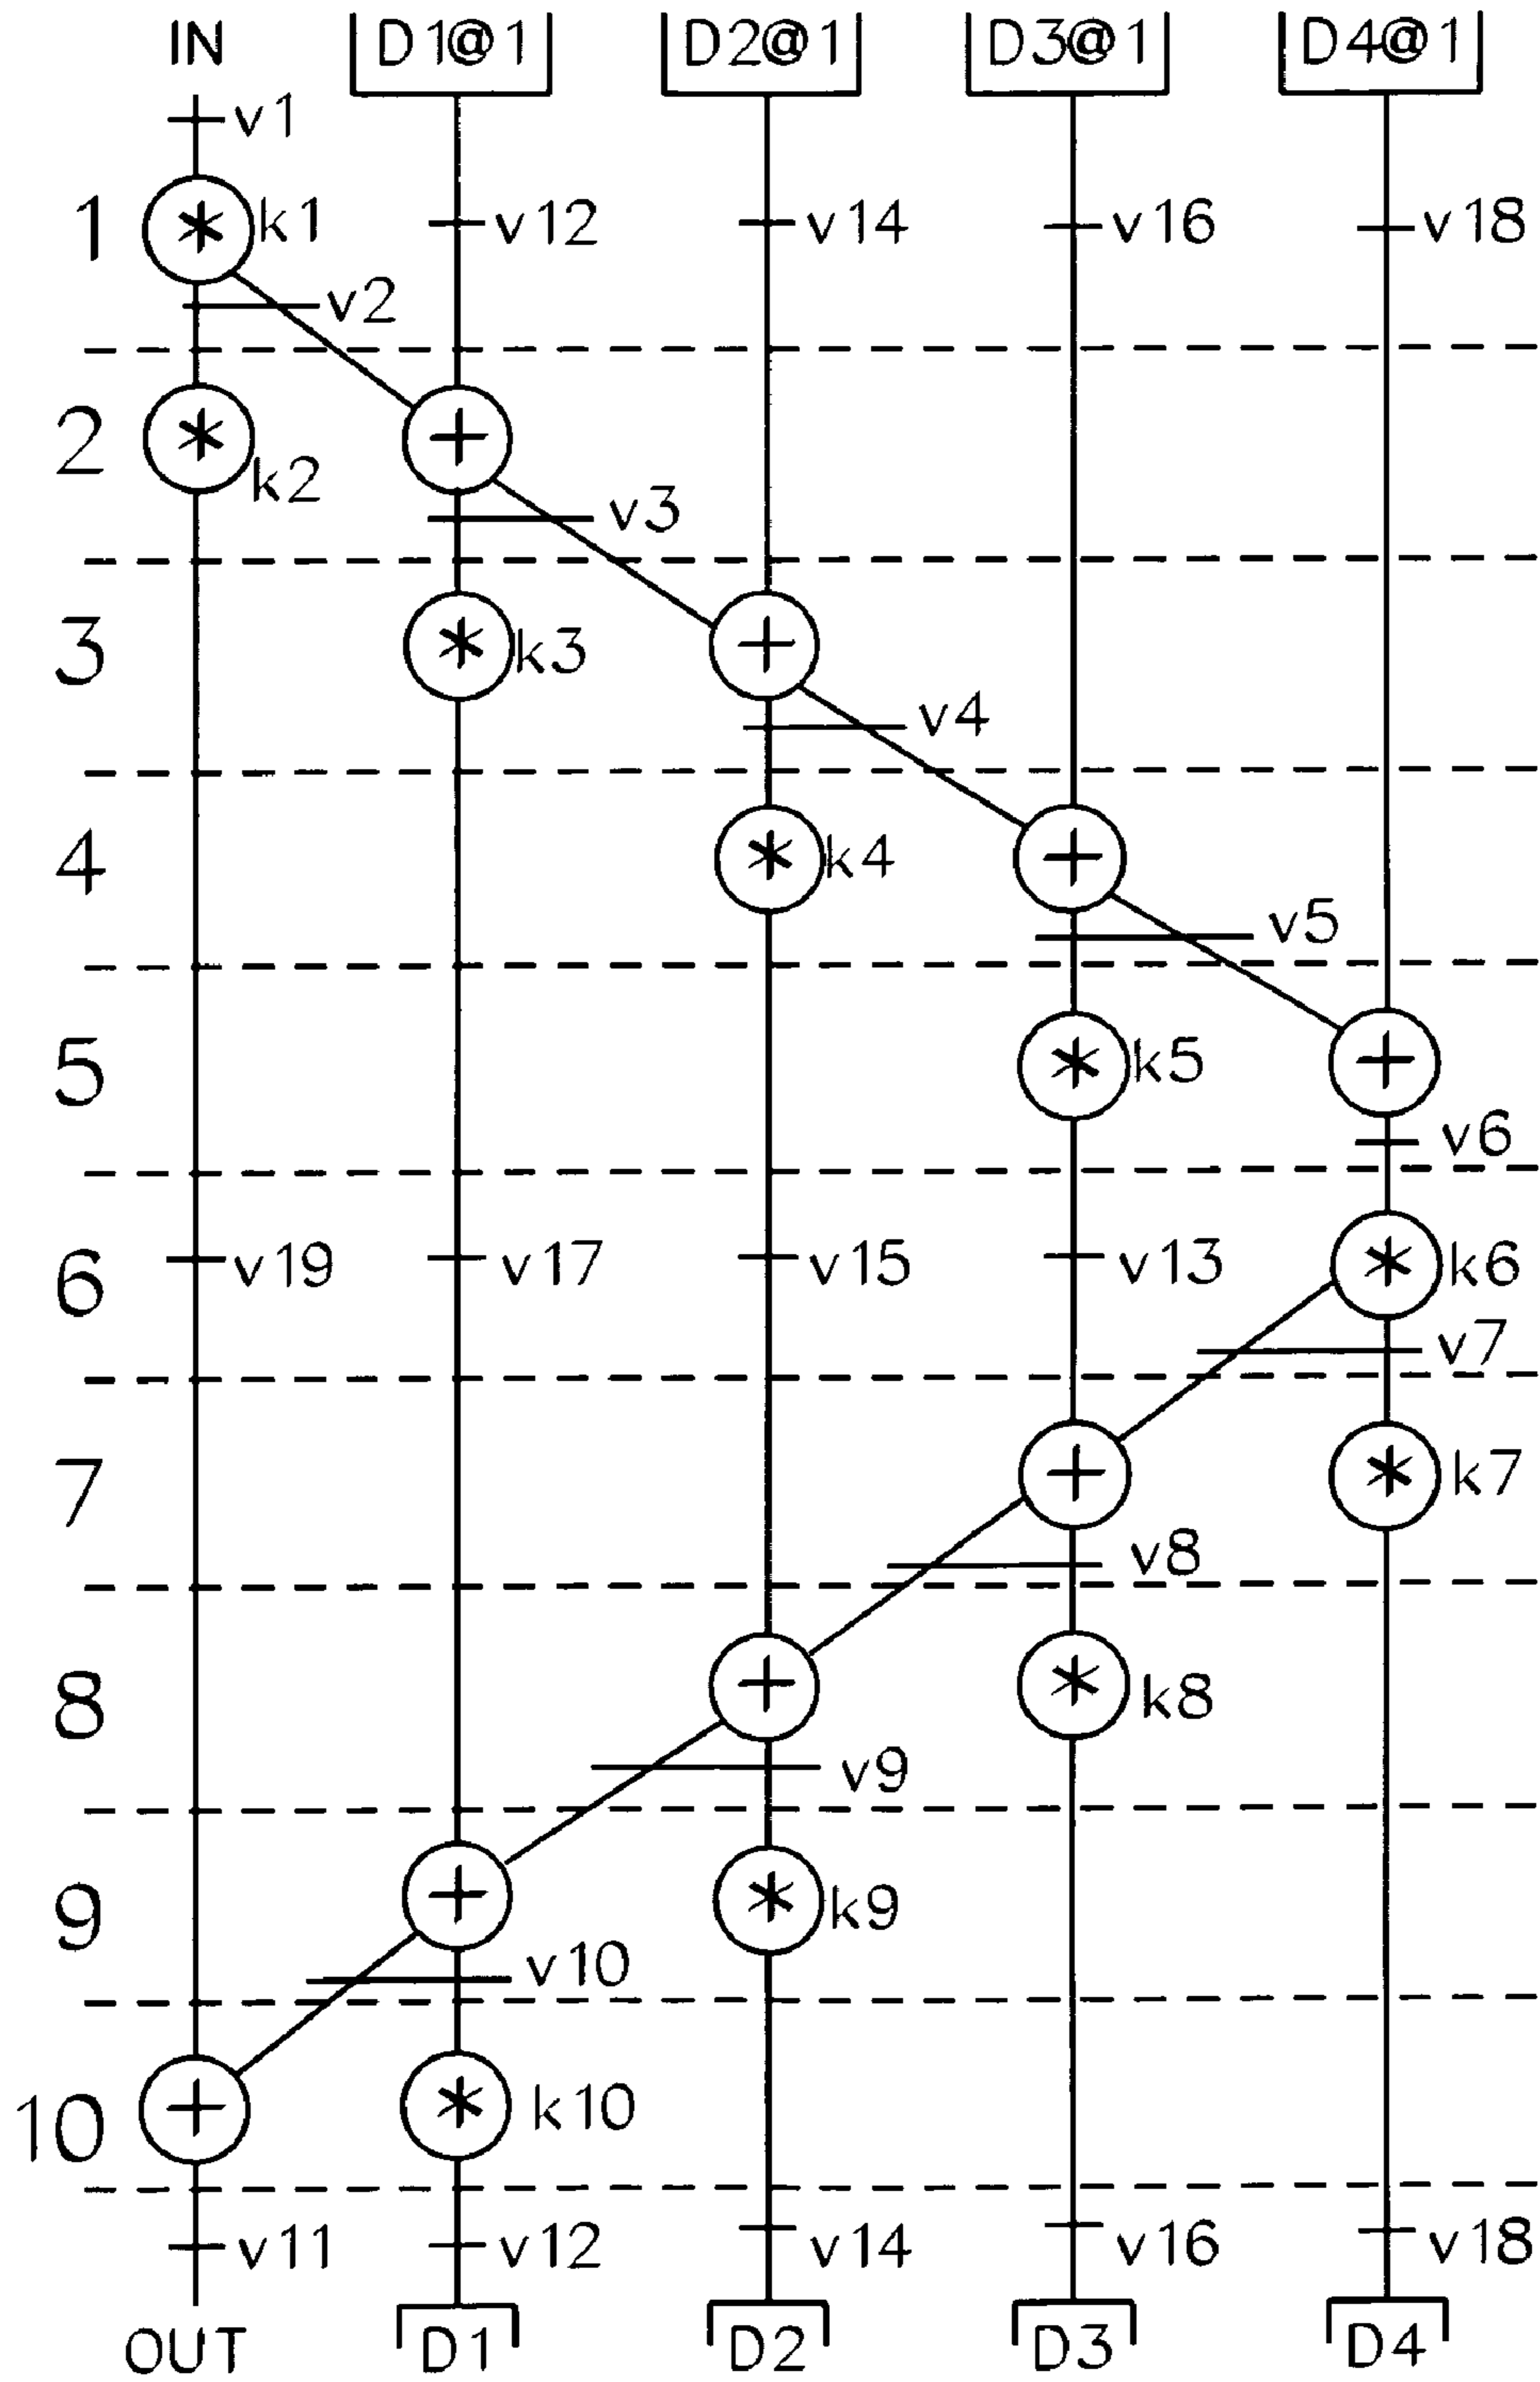 IN D1@1 D2@1 D3@1 D4@1
v1
1 * k1 v12 v14 v16 v18
v2
2 * k2 +
v3
3 * k3 +
v4
4 * k4 +
v5
5 * k5 +
v6
6 v19 v17 v15 v13 * k6
v7
7 + * k7
v8
8 + * k8
v9
9 + * k9
v10
10 + * k10
v11 v12 v14 v16 v18
OUT D1 D2 D3 D4